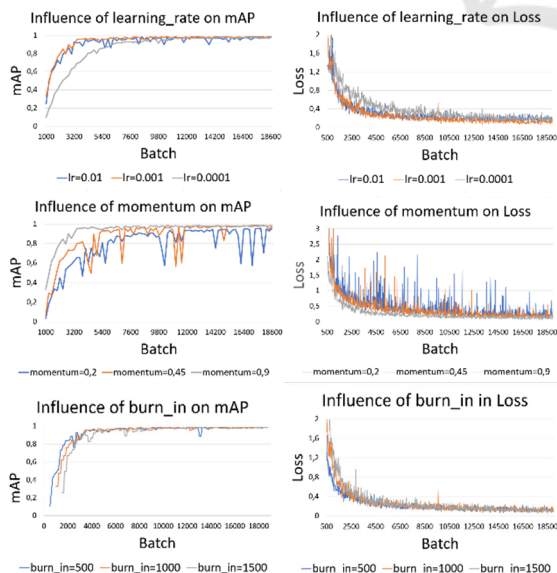 Influence of learning_rate on mAP
mAP
1
0,8
0,6
0,4
0,2
0
1000 3200 5400 7600 9800 12000 14200 16400 18600
Batch
lr=0.01 lr=0.001 lr=0.0001
Influence of learning_rate on Loss
Loss
2
1,6
1,2
0,8
0,4
0
500 2500 4500 6500 8500 10500 12500 14500 16500 18500
Batch
lr=0.01 lr=0.001 lr=0.0001
Influence of momentum on mAP
mAP
1
0,8
0,6
0,4
0,2
0
1000 3200 5400 7600 9800 12000 14200 16400 18600
Batch
momentum=0,2 momentum=0,45 momentum=0,9
Influence of momentum on Loss
Loss
3
2,5
2
1,5
1
0,5
0
500 2500 4500 6500 8500 10500 12500 14500 16500 18500
Batch
momentum=0,2 momentum=0,45 momentum=0,9
Influence of burn_in on mAP
mAP
1
0,8
0,6
0,4
0,2
0
0 2000 4000 6000 8000 10000 12000 14000 16000 18000
Batch
burn_in=500 burn_in=1000 burn_in=1500
Influence of burn_in in Loss
Loss
2
1,6
1,2
0,8
0,4
0
500 2500 4500 6500 8500 10500 12500 14500 16500 18500
Batch
burn_in=500 burn_in=1000 burn_in=1500